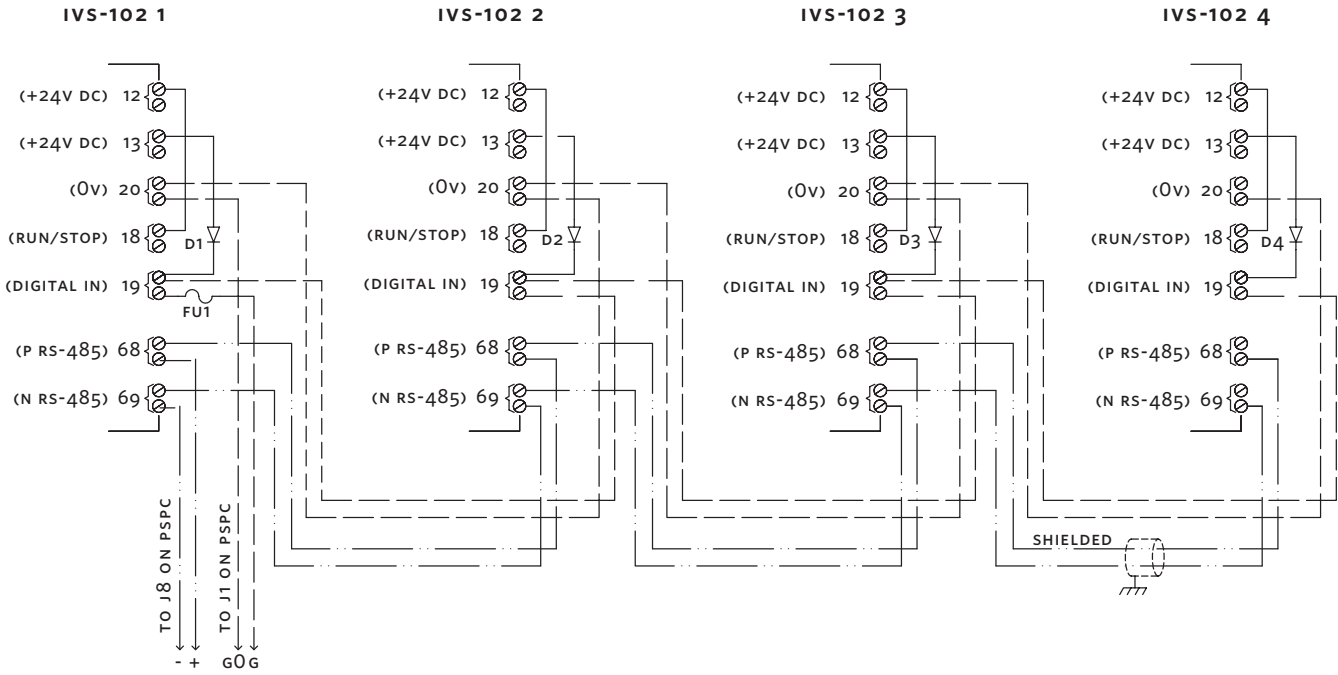 IVS-102 1
(+24V DC) 12
(+24V DC) 13
(0V) 20
(RUN/STOP) 18
D1
(DIGITAL IN) 19
FU1
(P RS-485) 68
(N RS-485) 69
TO J8 ON PSPC
TO J1 ON PSPC
- +
G0 G
IVS-102 2
(+24V DC) 12
(+24V DC) 13
(0V) 20
(RUN/STOP) 18
D2
(DIGITAL IN) 19
(P RS-485) 68
(N RS-485) 69
IVS-102 3
(+24V DC) 12
(+24V DC) 13
(0V) 20
(RUN/STOP) 18
D3
(DIGITAL IN) 19
(P RS-485) 68
(N RS-485) 69
IVS-102 4
(+24V DC) 12
(+24V DC) 13
(0V) 20
(RUN/STOP) 18
D4
(DIGITAL IN) 19
(P RS-485) 68
(N RS-485) 69
SHIELDED